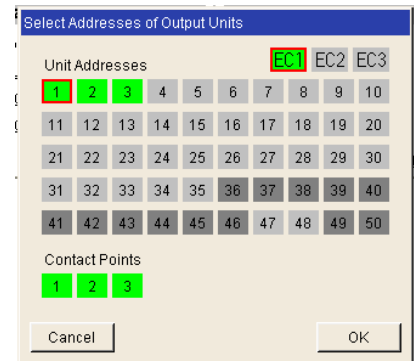 Select Addresses of Output Units
Unit Addresses EC1 EC2 EC3
1 2 3 4 5 6 7 8 9 10
11 12 13 14 15 16 17 18 19 20
21 22 23 24 25 26 27 28 29 30
31 32 33 34 35 36 37 38 39 40
41 42 43 44 45 46 47 48 49 50
Contact Points
1 2 3
Cancel OK